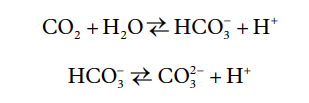 CO₂ + H₂O ⇌ HCO₃⁻ + H⁺
HCO₃⁻ ⇌ CO₃²⁻ + H⁺